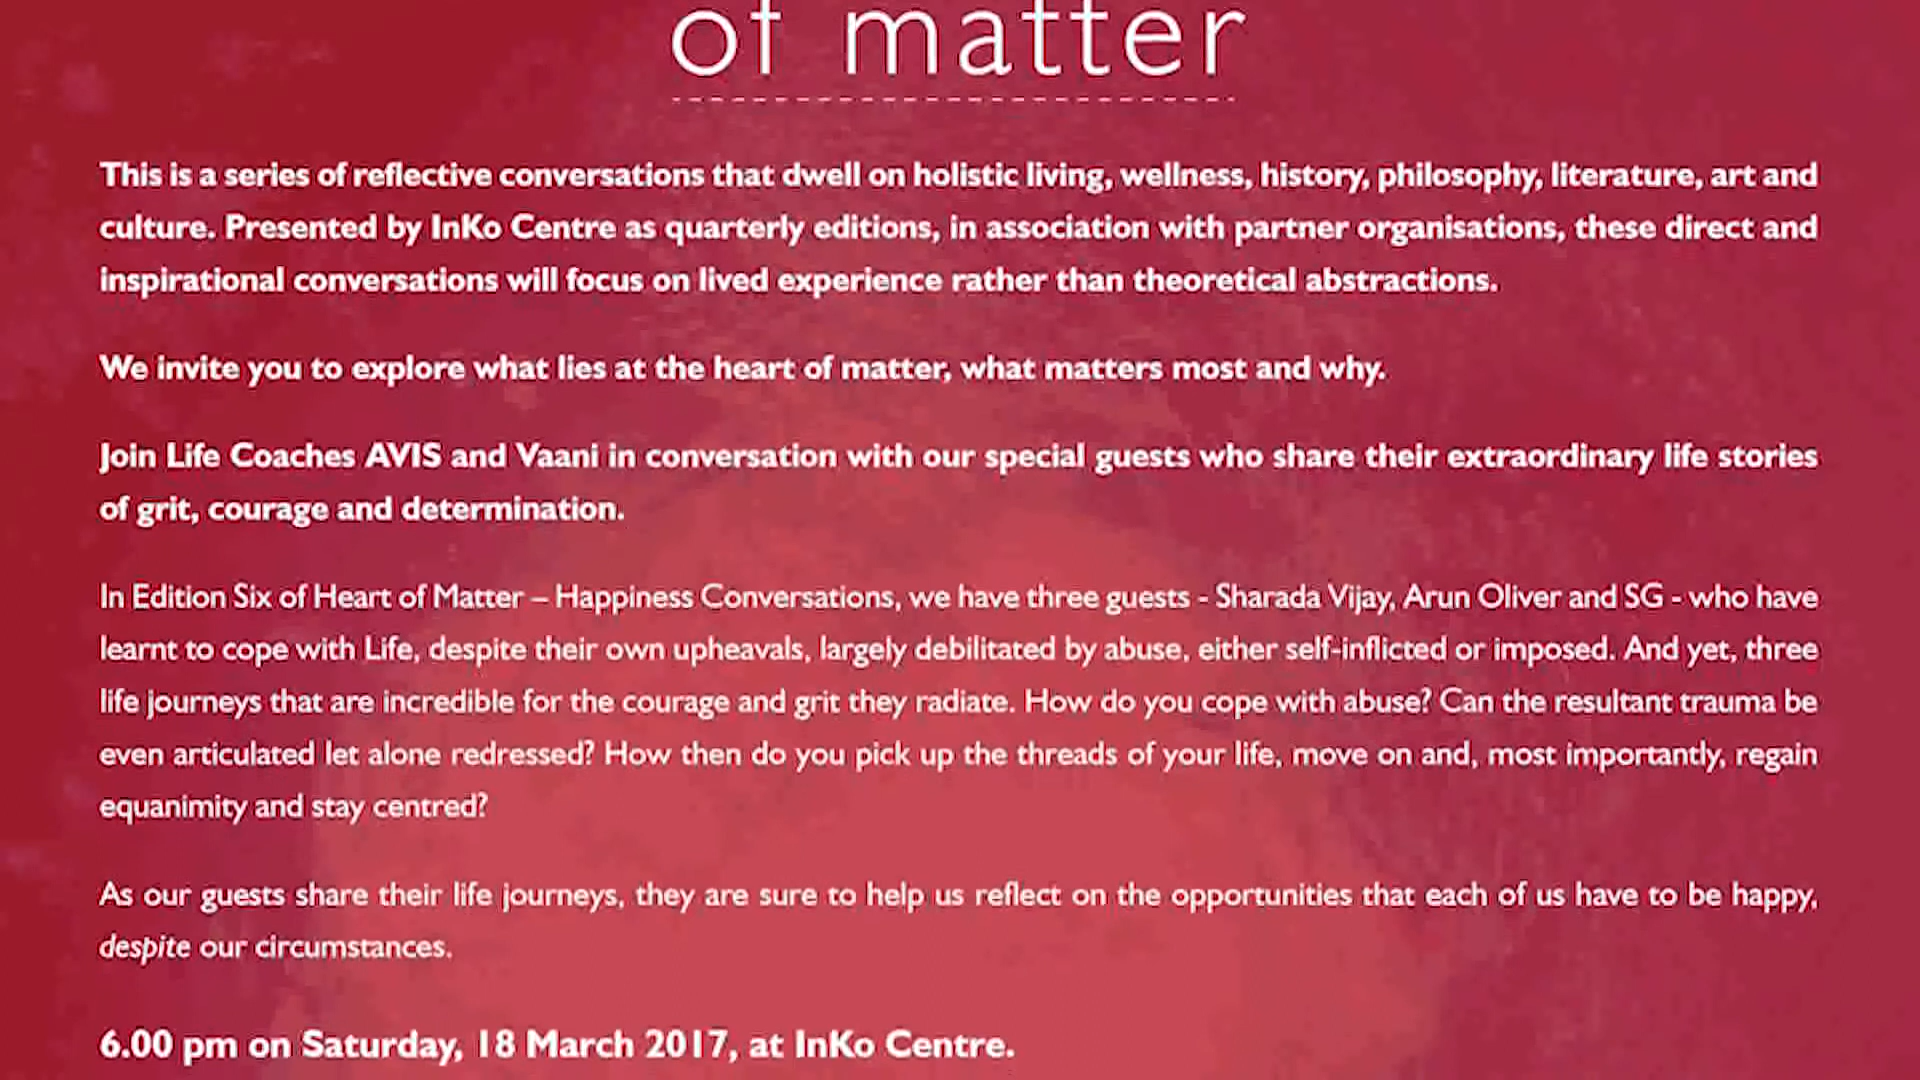 of matter
This is a series of reflective conversations that dwell on holistic living, wellness, history, philosophy, literature, art and
culture. Presented by InKo Centre as quarterly editions, in association with partner organisations, these direct and
inspirational conversations will focus on lived experience rather than theoretical abstractions.
We invite you to explore what lies at the heart of matter, what matters most and why.
Join Life Coaches AVIS and Vaani in conversation with our special guests who share their extraordinary life stories
of grit, courage and determination.
In Edition Six of Heart of Matter – Happiness Conversations, we have three guests - Sharada Vijay, Arun Oliver and SG - who have
learnt to cope with Life, despite their own upheavals, largely debilitated by abuse, either self-inflicted or imposed. And yet, three
life journeys that are incredible for the courage and grit they radiate. How do you cope with abuse? Can the resultant trauma be
even articulated let alone redressed? How then do you pick up the threads of your life, move on and, most importantly, regain
equanimity and stay centred?
As our guests share their life journeys, they are sure to help us reflect on the opportunities that each of us have to be happy,
despite our circumstances.
6.00 pm on Saturday, 18 March 2017, at InKo Centre.